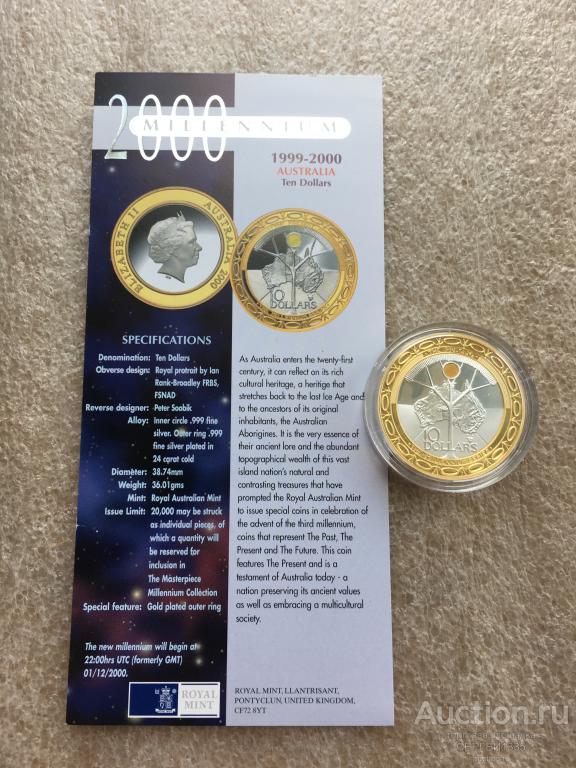 2000
MILLENNIUM
1999-2000
AUSTRALIA
Ten Dollars
ELIZABETH II
AUSTRALIA 2000
10
DOLLARS
SPECIFICATIONS
Denomination: Ten Dollars
Obverse design: Royal protrait by Ian
Rank-Broadley FRBS,
FSNAD
Reverse designer: Peter Soobik
Alloy: Inner circle .999 fine
silver. Outer ring .999
fine silver plated in
24 carat cold
Diameter: 38.74mm
Weight: 36.01gms
Mint: Royal Australian Mint
Issue Limit: 20,000 may be struck
as individual pieces, of
which a quantity will
be reserved for
inclusion in
The Masterpiece
Millennium Collection
Special feature: Gold plated outer ring
The new millennium will begin at
22:00hrs UTC (formerly GMT)
01/12/2000.
ROYAL
MINT
As Australia enters the twenty-first
century, it can reflect on its rich
cultural heritage, a heritige that
stretches back to the last Ice Age and
to the ancestors of its original
inhabitants, the Australian
Aborigines. It is the very essence of
their ancient lore and the abundant
topographical wealth of this vast
island nation's natural and
contrasting treasures that have
prompted the Royal Australian Mint
to issue special coins in celebration of
the advent of the third millennium,
coins that represent The Past, The
Present and The Future. This coin
features The Present and is a
testament of Australia today - a
nation preserving its ancient values
as well as embracing a multicultural
society.
ROYAL MINT, LLANTRISANT,
PONTYCLUN, UNITED KINGDOM,
CF72 8YT
10
DOLLARS
Auction.ru